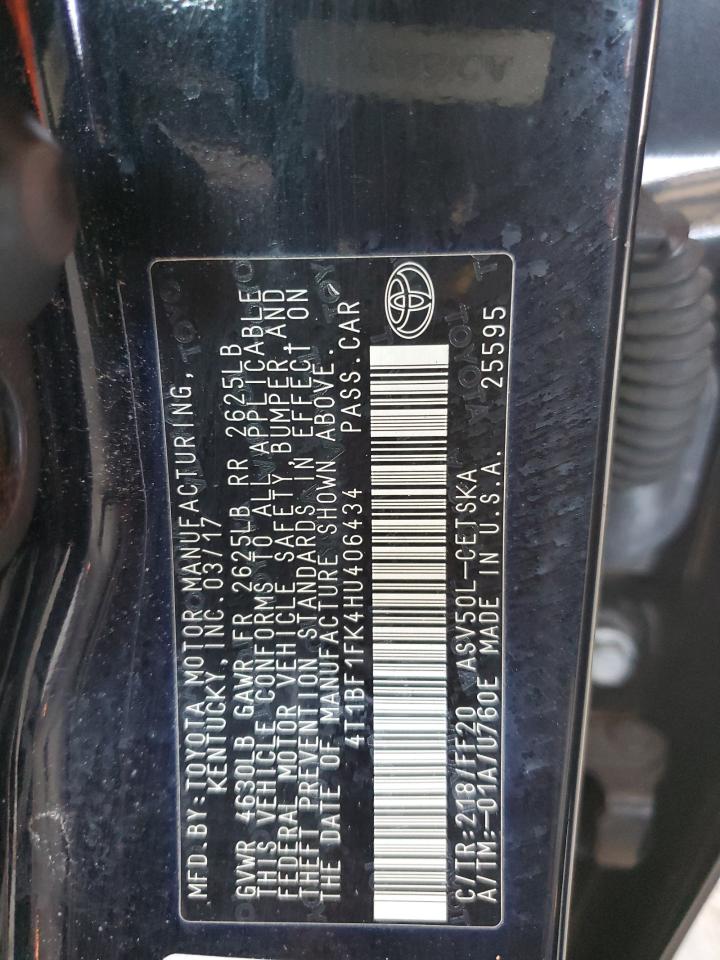 MFD.BY:TOYOTA MOTOR MANUFACTURING,
KENTUCKY, INC. 03/17
GVWR 4630LB GAWR FR 2625LB RR 2625LB
THIS VEHICLE CONFORMS TO ALL APPLICABLE
FEDERAL MOTOR VEHICLE SAFETY, BUMPER, AND
THEFT PREVENTION STANDARDS IN EFFECT ON
THE DATE OF MANUFACTURE SHOWN ABOVE.
4T1BF1FK4HU406434 PASS.CAR
C/TR:218/FF20 ASV50L-CETSKA
A/TM:-01A/U760E MADE IN U.S.A. 25595